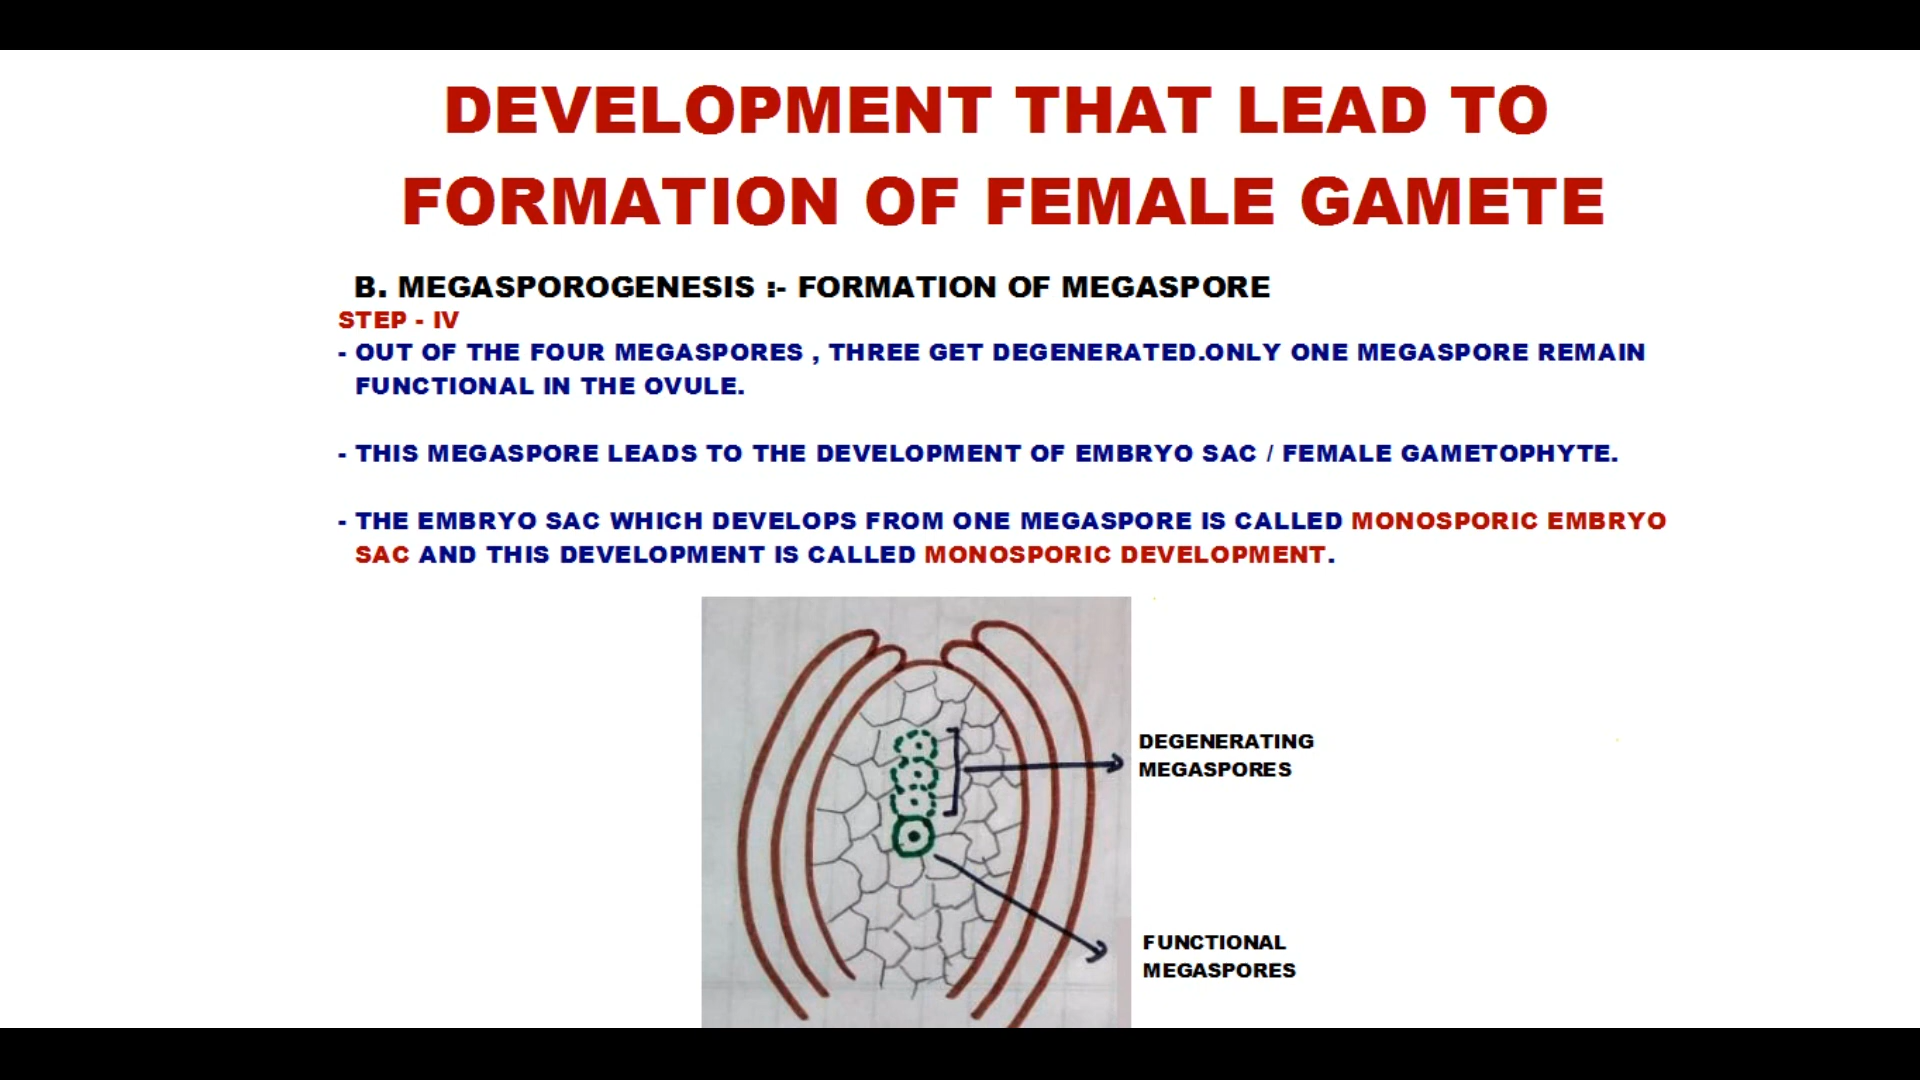 DEVELOPMENT THAT LEAD TO
FORMATION OF FEMALE GAMETE
B. MEGASPOROGENESIS :- FORMATION OF MEGASPORE
STEP - IV
- OUT OF THE FOUR MEGASPORES , THREE GET DEGENERATED.ONLY ONE MEGASPORE REMAIN
FUNCTIONAL IN THE OVULE.
- THIS MEGASPORE LEADS TO THE DEVELOPMENT OF EMBRYO SAC / FEMALE GAMETOPHYTE.
- THE EMBRYO SAC WHICH DEVELOPS FROM ONE MEGASPORE IS CALLED MONOSPORIC EMBRYO
SAC AND THIS DEVELOPMENT IS CALLED MONOSPORIC DEVELOPMENT.
DEGENERATING
MEGASPORES
FUNCTIONAL
MEGASPORES